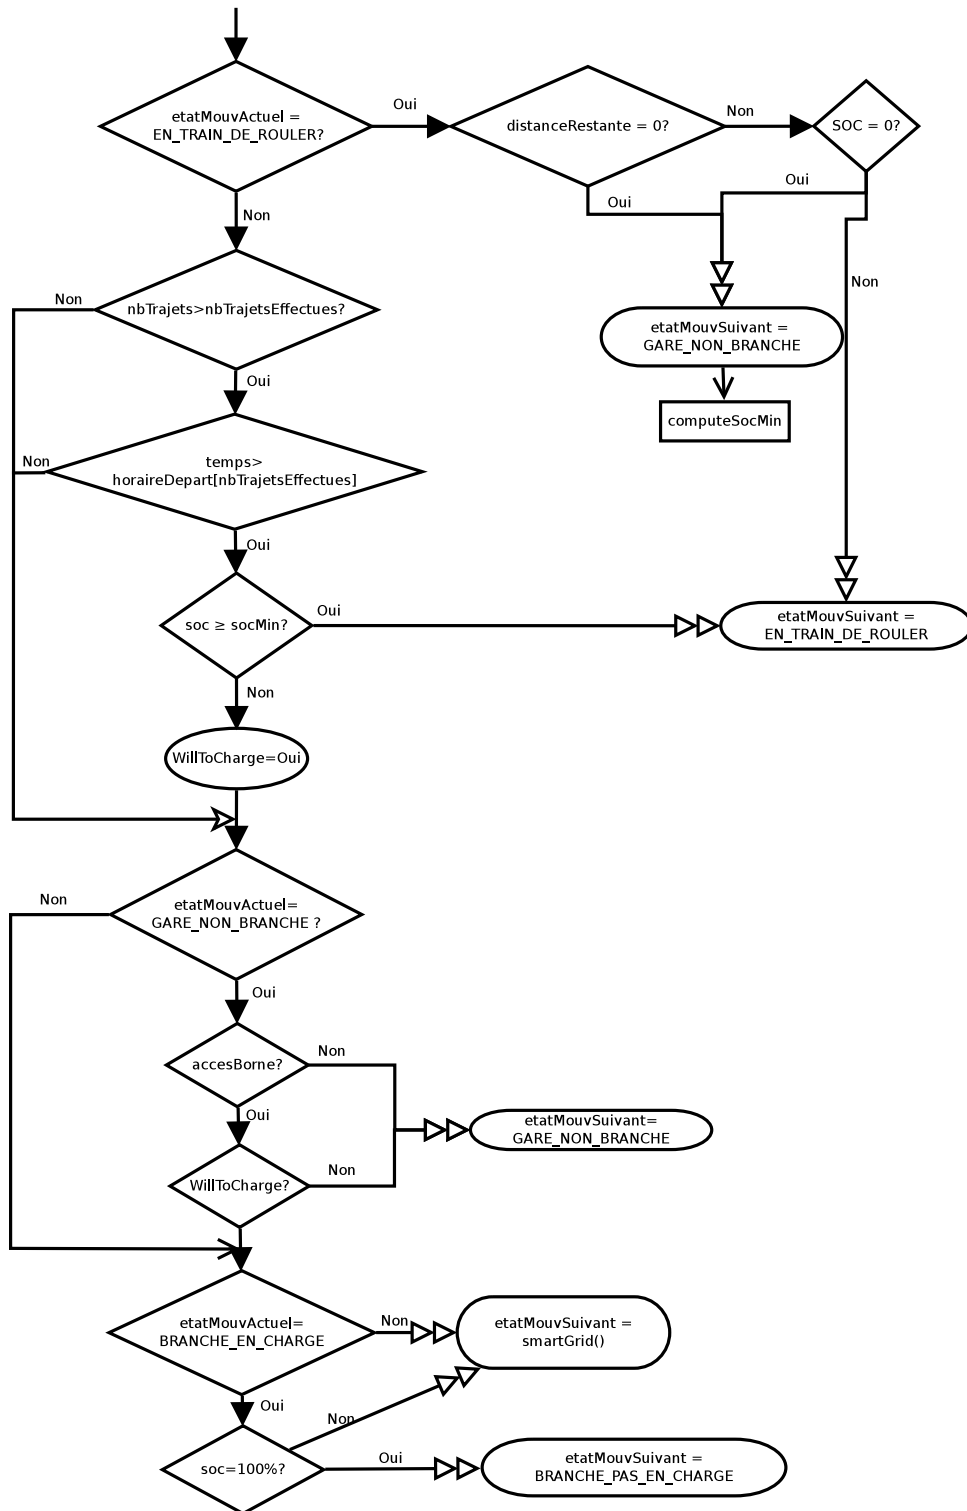 etatMouvActuel =
EN_TRAIN_DE_ROULER?
Oui
distanceRestante = 0?
Non
SOC = 0?
Oui
Oui
Non
Non
nbTrajets>nbTrajetsEffectues?
Non
etatMouvSuivant =
GARE_NON_BRANCHE
Oui
computeSocMin
temps>
horaireDepart[nbTrajetsEffectues]
Non
Oui
soc ≥ socMin?
Oui
etatMouvSuivant =
EN_TRAIN_DE_ROULER
Non
WillToCharge=Oui
etatMouvActuel=
GARE_NON_BRANCHE ?
Non
Oui
accesBorne?
Non
Oui
etatMouvSuivant=
GARE_NON_BRANCHE
WillToCharge?
Non
etatMouvActuel=
BRANCHE_EN_CHARGE
Non
etatMouvSuivant =
smartGrid()
Oui
Non
soc=100%?
Oui
etatMouvSuivant =
BRANCHE_PAS_EN_CHARGE